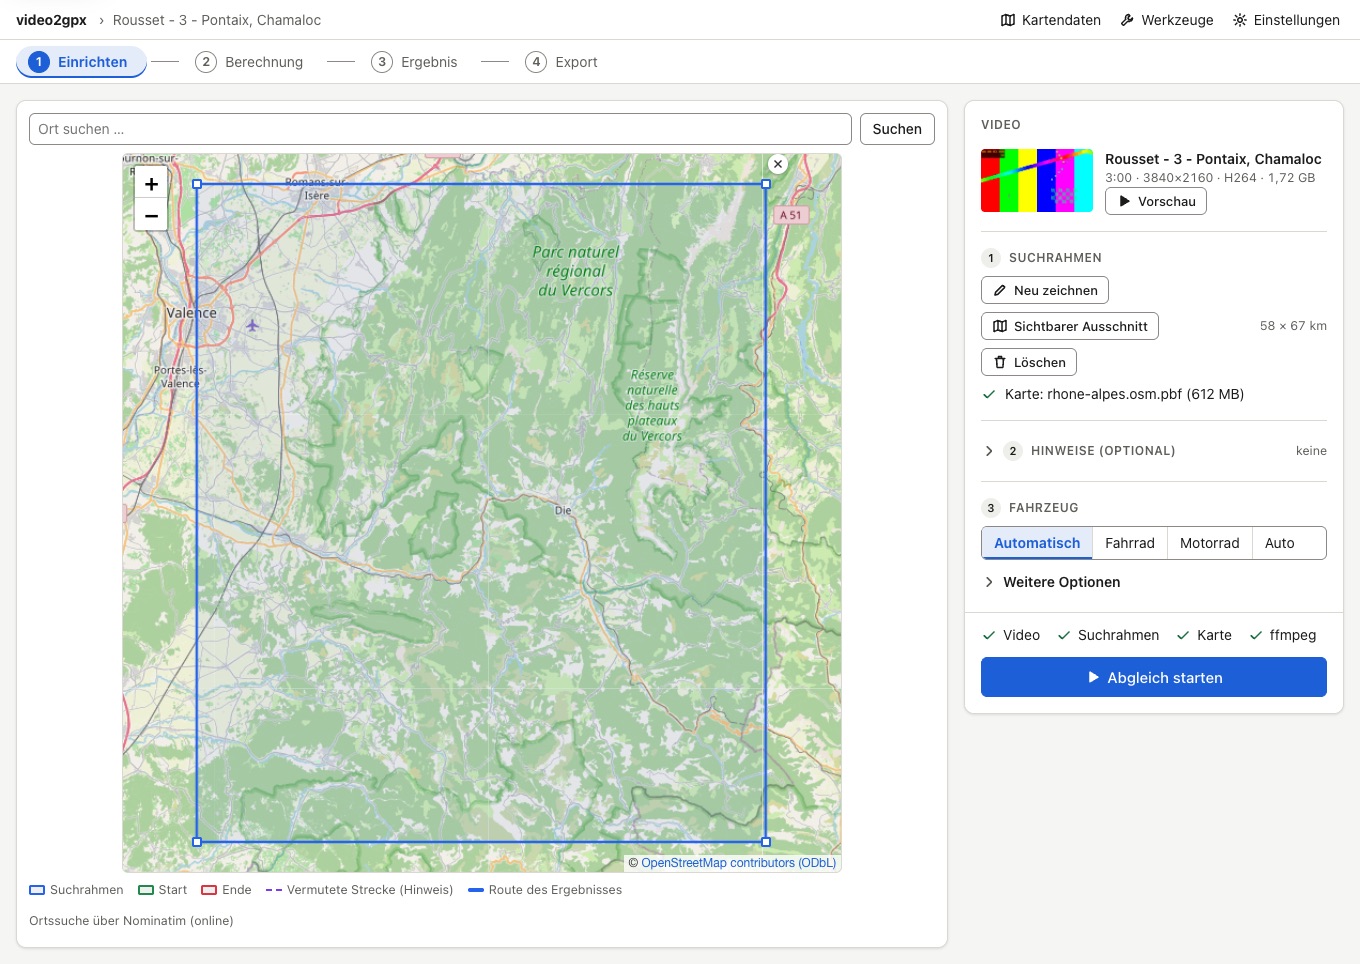 video2gpx › Rousset - 3 - Pontaix, Chamaloc
Kartendaten
Werkzeuge
Einstellungen
1 Einrichten
2 Berechnung
3 Ergebnis
4 Export
Ort suchen ...
Suchen
+
−
Romans-sur-
Isère
A 51
Parc naturel
régional
du Vercors
Valence
Portes-lès-
Valence
Réserve
naturelle
des hauts
plateaux
du Vercors
Die
© OpenStreetMap contributors (ODbL)
Suchrahmen
Start
Ende
Vermutete Strecke (Hinweis)
Route des Ergebnisses
Ortssuche über Nominatim (online)
VIDEO
Rousset - 3 - Pontaix, Chamaloc
3:00 · 3840×2160 · H264 · 1,72 GB
Vorschau
1 SUCHRAHMEN
Neu zeichnen
Sichtbarer Ausschnitt
58 × 67 km
Löschen
Karte: rhone-alpes.osm.pbf (612 MB)
2 HINWEISE (OPTIONAL)
keine
3 FAHRZEUG
Automatisch
Fahrrad
Motorrad
Auto
Weitere Optionen
Video
Suchrahmen
Karte
ffmpeg
Abgleich starten